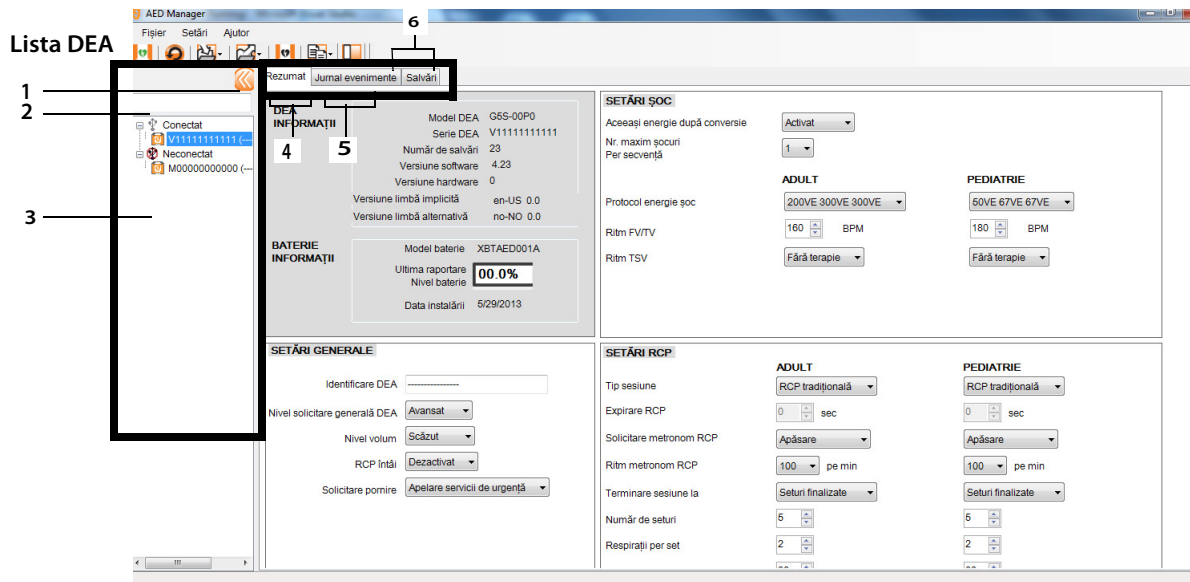 AED Manager
Fișier Setări Ajutor
6
Lista DEA
1
2
3
Rezumat Jurnal evenimente Salvări
4
5
Conectat
V11111111111 (---
Neconectat
M00000000000 (---
DEA
INFORMAȚII
Model DEA G5S-00P0
Serie DEA V11111111111
Număr de salvări 23
Versiune software 4.23
Versiune hardware 0
Versiune limbă implicită en-US 0.0
Versiune limbă alternativă no-NO 0.0
BATERIE
INFORMAȚII
Model baterie XBTAED001A
Ultima raportare
Nivel baterie 00.0%
Data instalării 5/29/2013
SETĂRI ȘOC
Aceeași energie după conversie Activat
Nr. maxim șocuri
Per secvență 1
ADULT PEDIATRIE
Protocol energie șoc 200VE 300VE 300VE 50VE 67VE 67VE
Ritm FV/TV 160 BPM 180 BPM
Ritm TSV Fără terapie Fără terapie
SETĂRI GENERALE
Identificare DEA ----------------
Nivel solicitare generală DEA Avansat
Nivel volum Scăzut
RCP întâi Dezactivat
Solicitare pornire Apelare servicii de urgență
SETĂRI RCP
ADULT PEDIATRIE
Tip sesiune RCP tradițională RCP tradițională
Expirare RCP 0 sec 0 sec
Solicitare metronom RCP Apăsare Apăsare
Ritm metronom RCP 100 pe min 100 pe min
Terminare sesiune la Seturi finalizate Seturi finalizate
Număr de seturi 5 5
Respirații per set 2 2